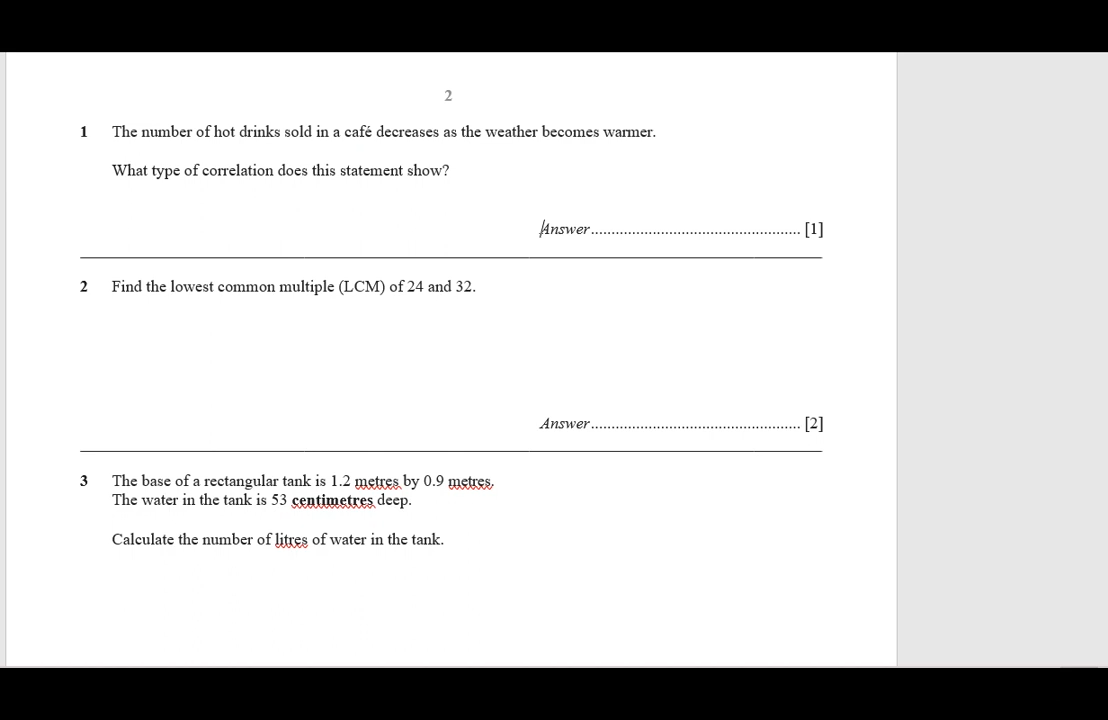 2
1 The number of hot drinks sold in a café decreases as the weather becomes warmer.
What type of correlation does this statement show?
Answer................................................... [1]
2 Find the lowest common multiple (LCM) of 24 and 32.
Answer................................................... [2]
3 The base of a rectangular tank is 1.2 metres by 0.9 metres.
The water in the tank is 53 centimetres deep.
Calculate the number of litres of water in the tank.